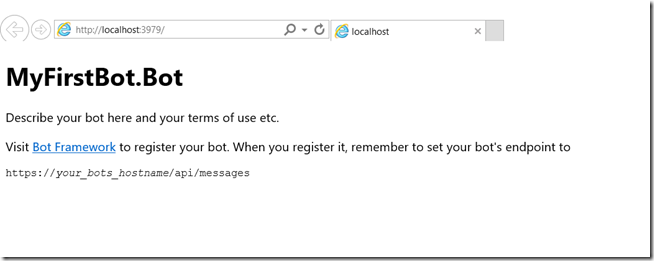 http://localhost:3979/
localhost
MyFirstBot.Bot
Describe your bot here and your terms of use etc.
Visit Bot Framework to register your bot. When you register it, remember to set your bot's endpoint to
https://your_bots_hostname/api/messages